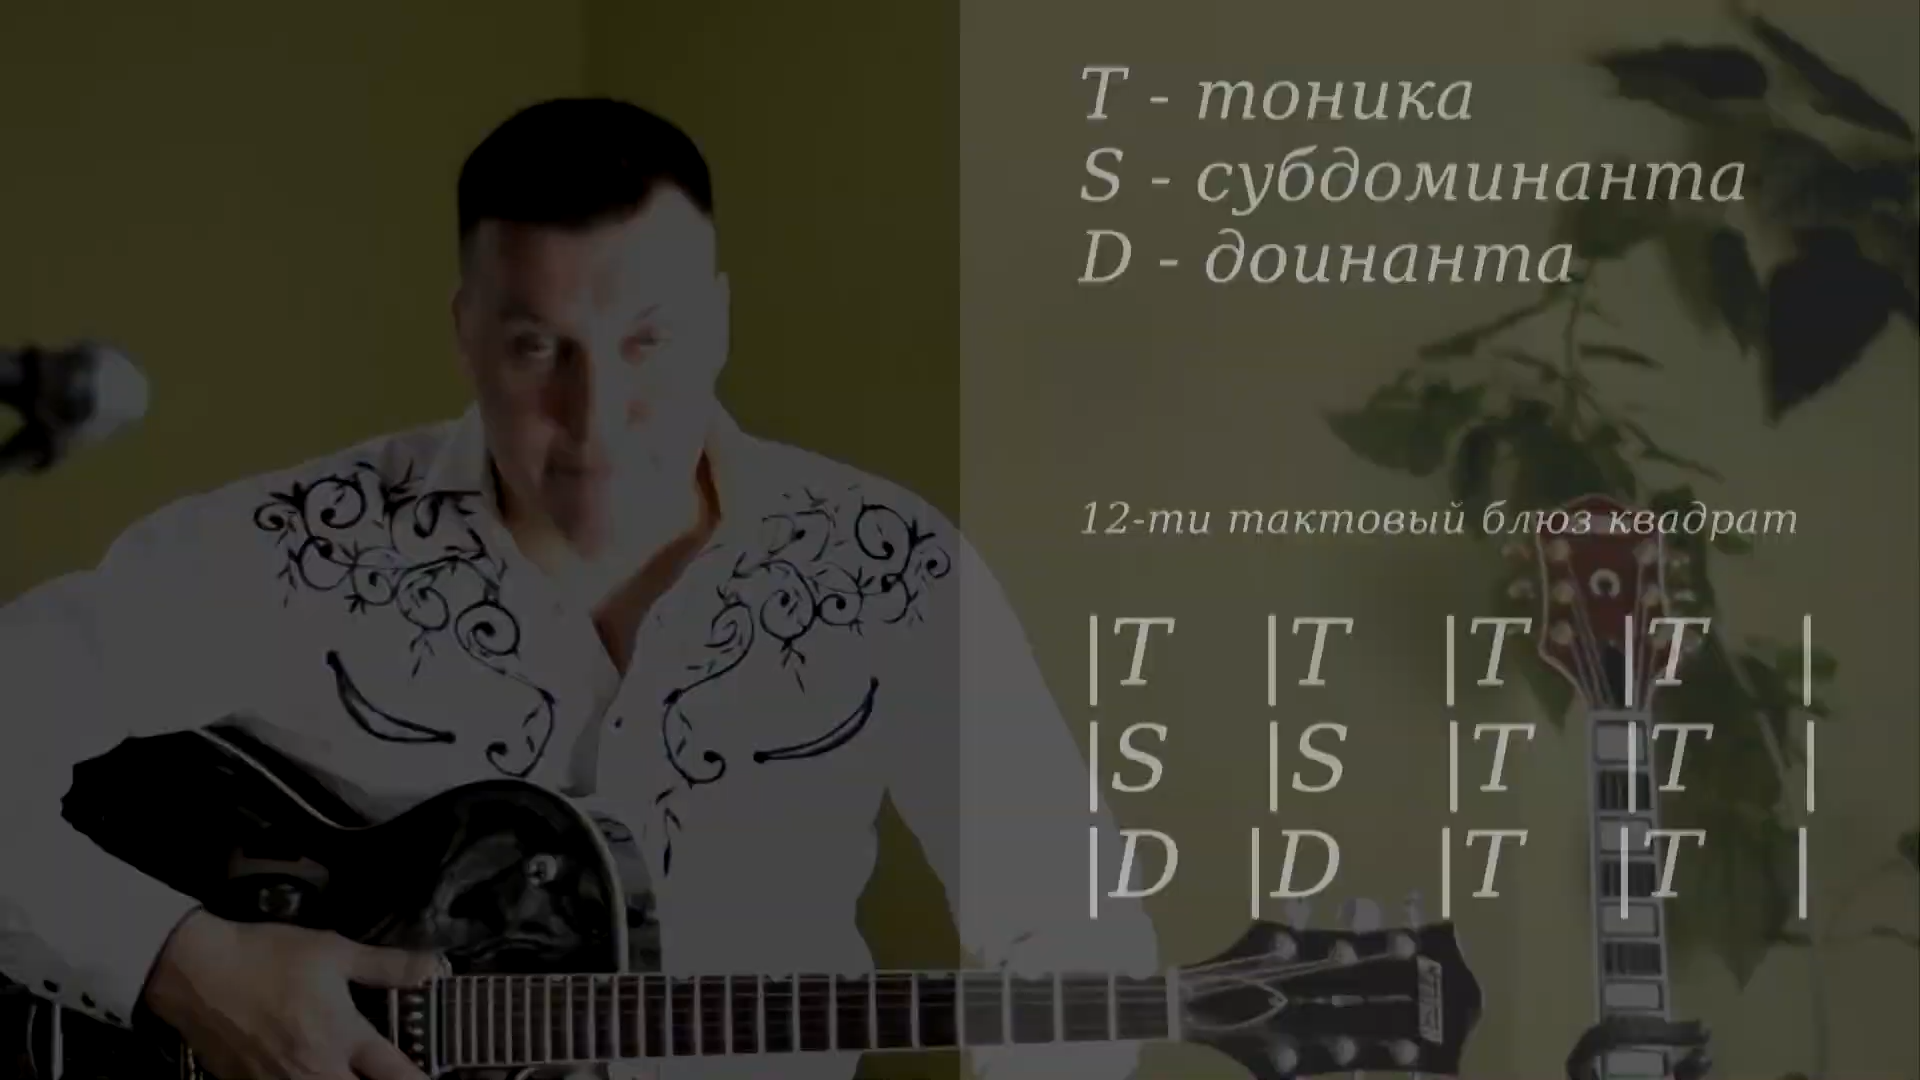 T - тоника
S - субдоминанта
D - доинанта
12-ти тактовый блюз квадрат
|T |T |T |T |
|S |S |T |T |
|D |D |T |T |